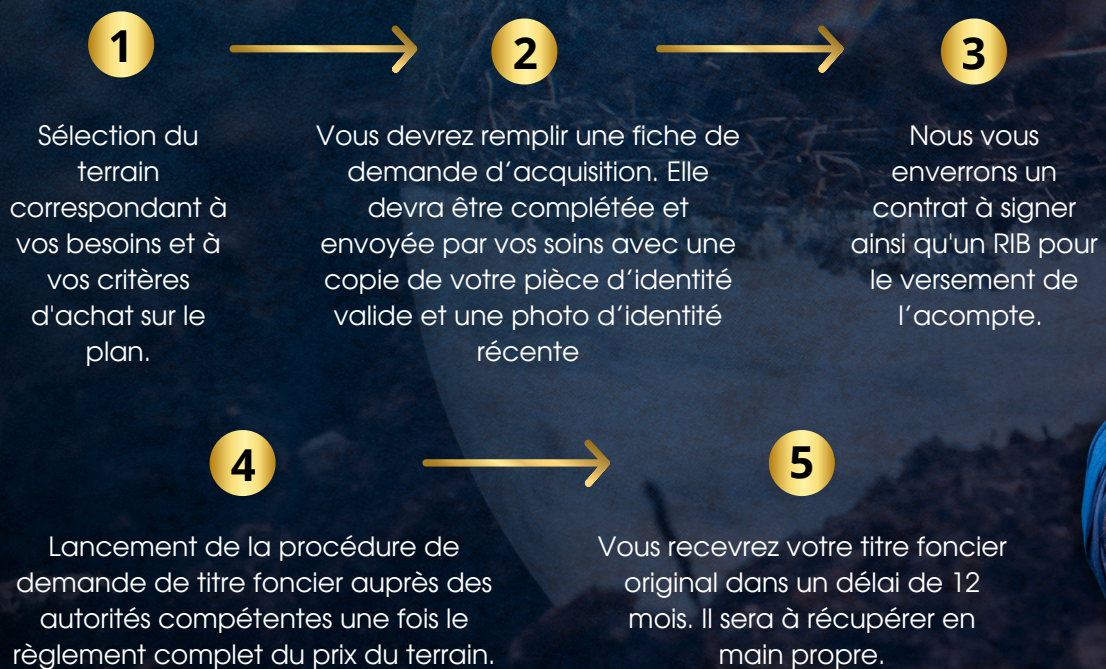 1
Sélection du
terrain
correspondant à
vos besoins et à
vos critères
d'achat sur le
plan.
2
Vous devrez remplir une fiche de
demande d’acquisition. Elle
devra être complétée et
envoyée par vos soins avec une
copie de votre pièce d’identité
valide et une photo d’identité
récente
3
Nous vous
enverrons un
contrat à signer
ainsi qu'un RIB pour
le versement de
l’acompte.
4
Lancement de la procédure de
demande de titre foncier auprès des
autorités compétentes une fois le
règlement complet du prix du terrain.
5
Vous recevrez votre titre foncier
original dans un délai de 12
mois. Il sera à récupérer en
main propre.